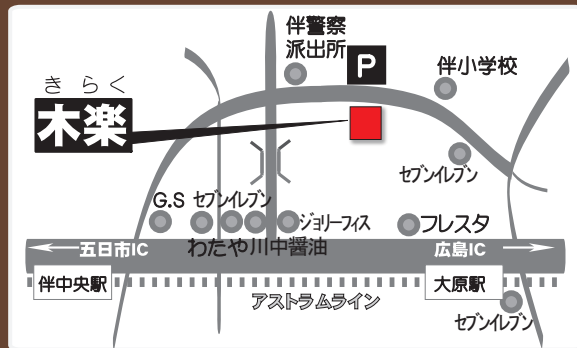 伴警察
派出所
P
伴小学校
きらく
木楽
セブンイレブン
G.S
セブンイレブン
ジョリーフィス
フレスタ
わたや川中醤油
五日市IC
広島IC
伴中央駅
大原駅
アストラムライン
セブンイレブン